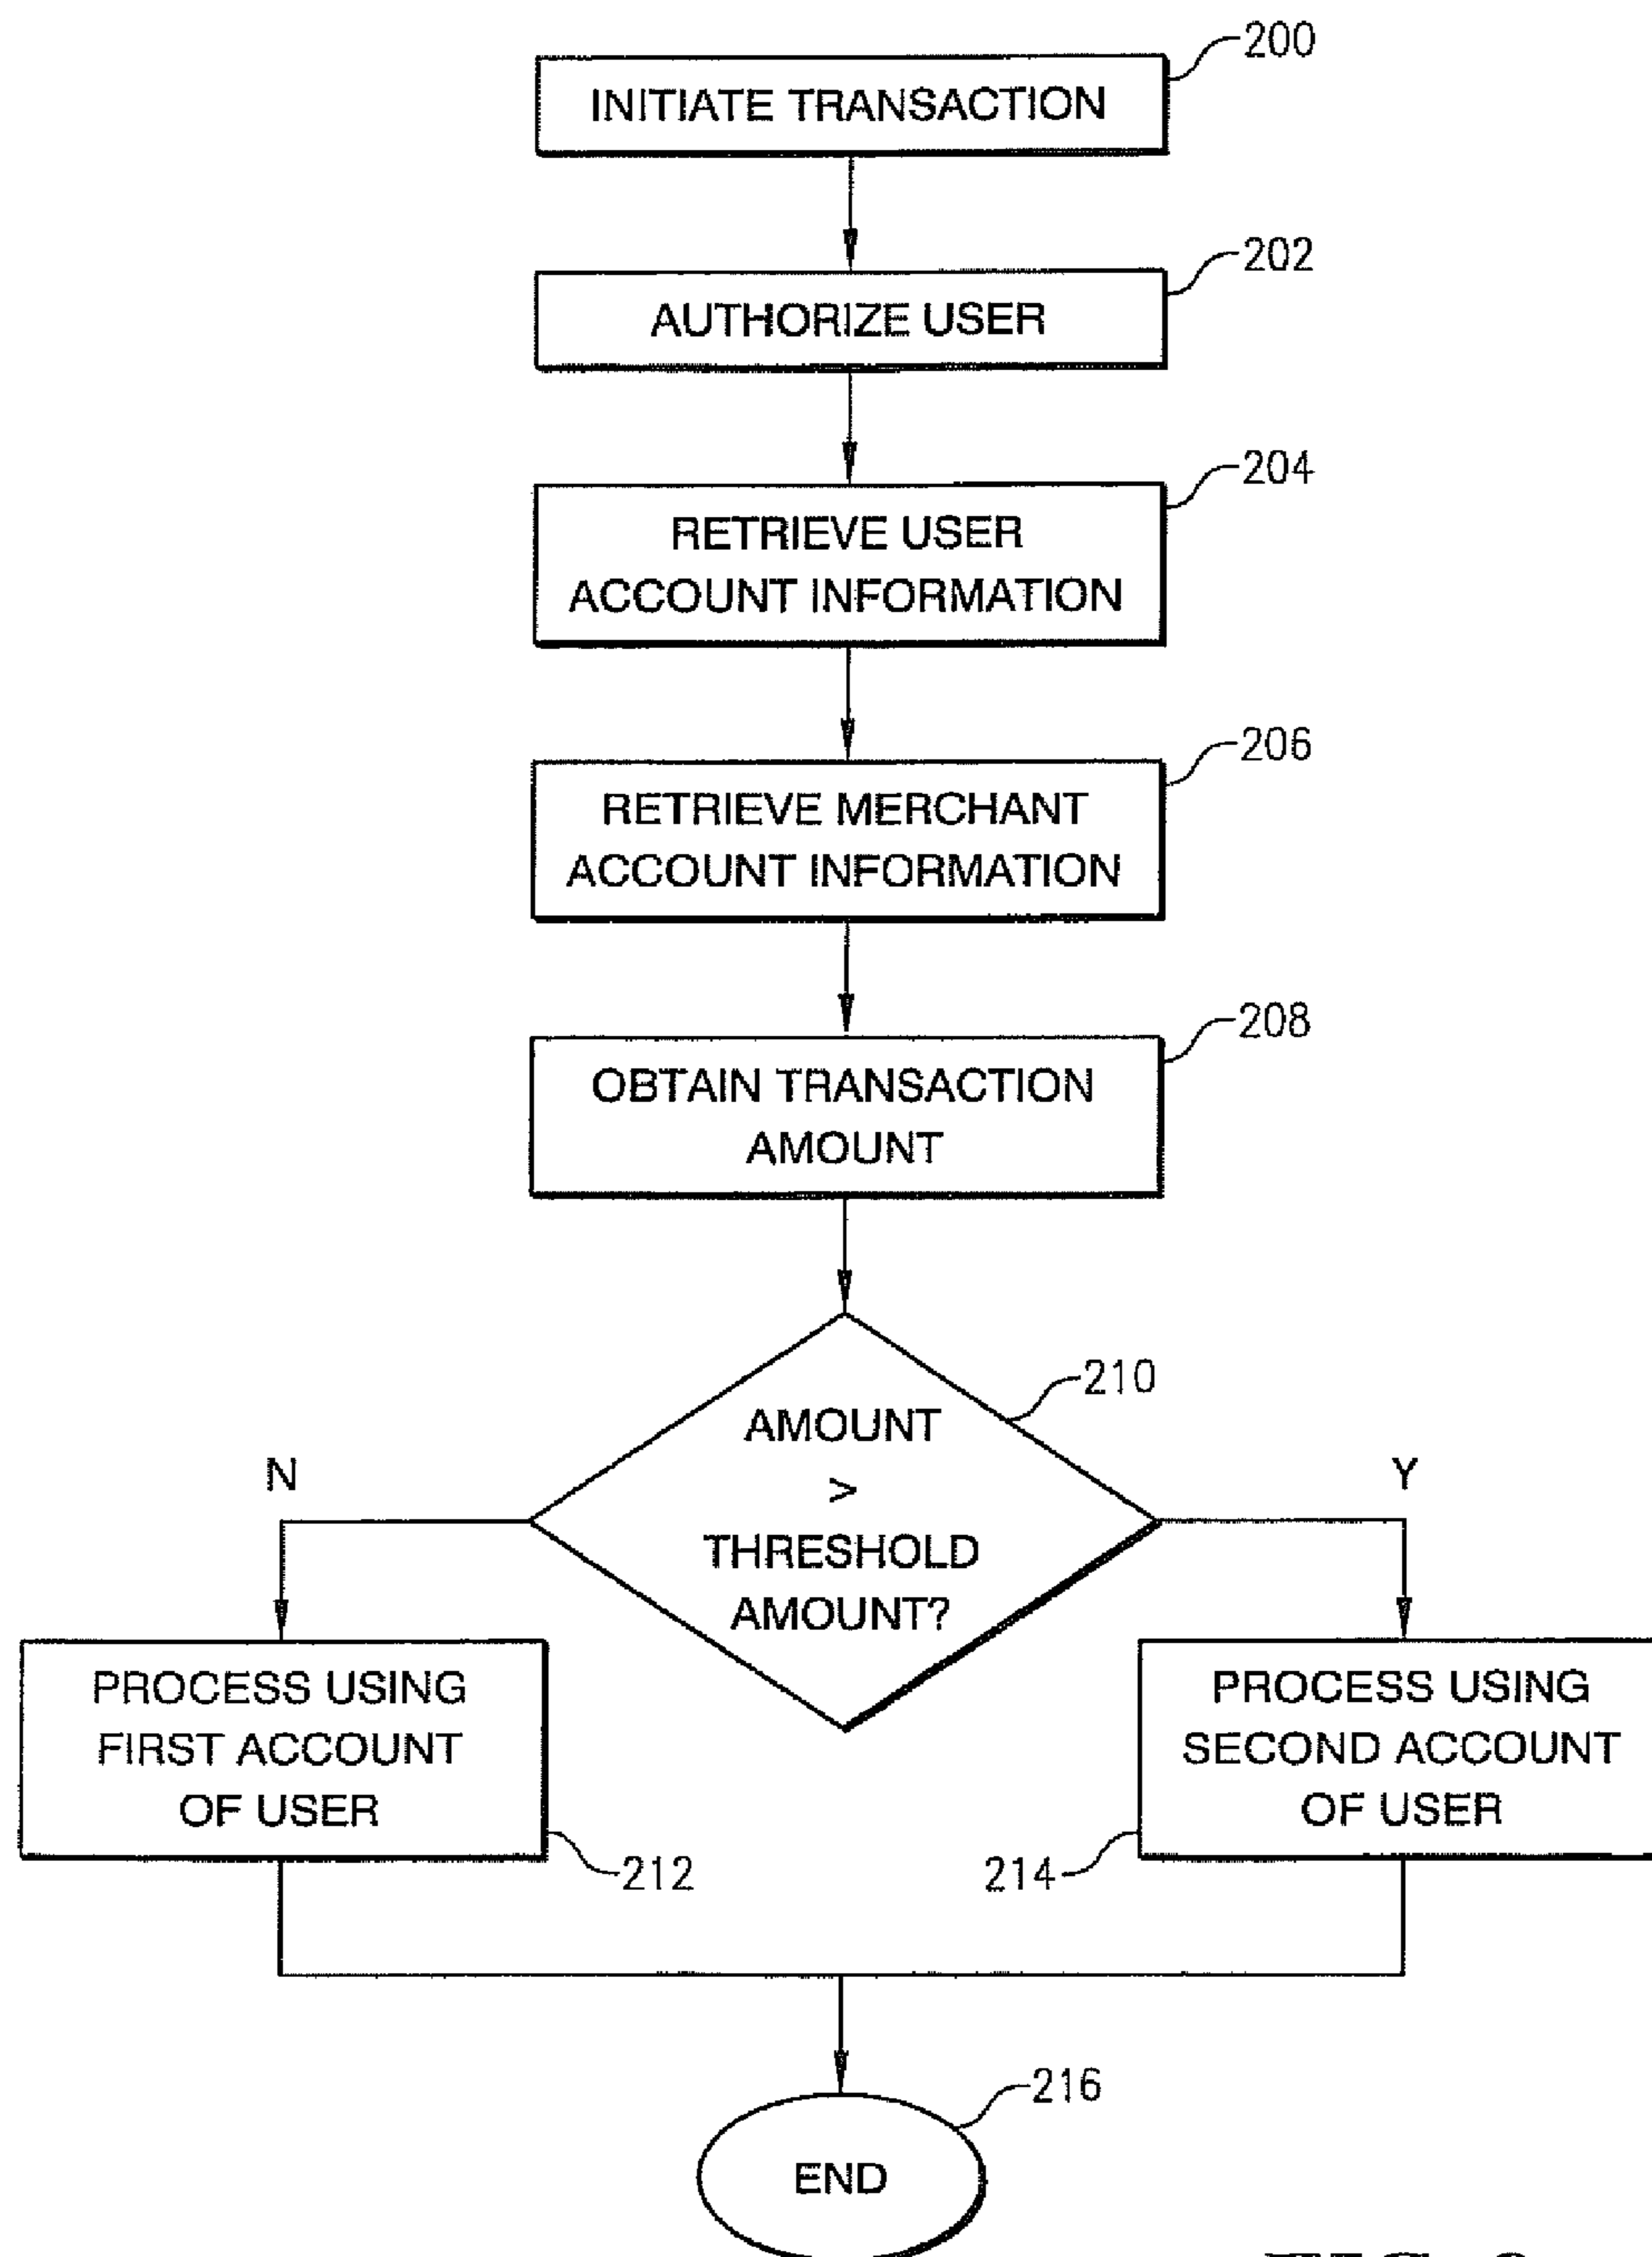 200
INITIATE TRANSACTION
202
AUTHORIZE USER
204
RETRIEVE USER
ACCOUNT INFORMATION
206
RETRIEVE MERCHANT
ACCOUNT INFORMATION
208
OBTAIN TRANSACTION
AMOUNT
210
AMOUNT
>
THRESHOLD
AMOUNT?
N
Y
PROCESS USING
FIRST ACCOUNT
OF USER
212
PROCESS USING
SECOND ACCOUNT
OF USER
214
216
END